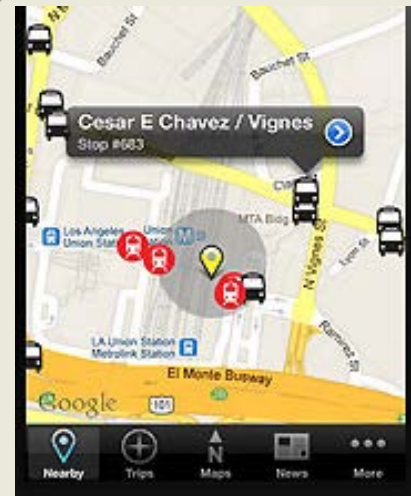 Bauchet St
Bauchet St
Cesar E Chavez / Vignes
Stop #683
MTA Bldg
Los Angeles
Union
Union
N Vignes St
Lyon St
Ramirez St
LA Union Station
Metrolink Station
El Monte Busway
Google
101
Nearby
Trips
N
Maps
News
More